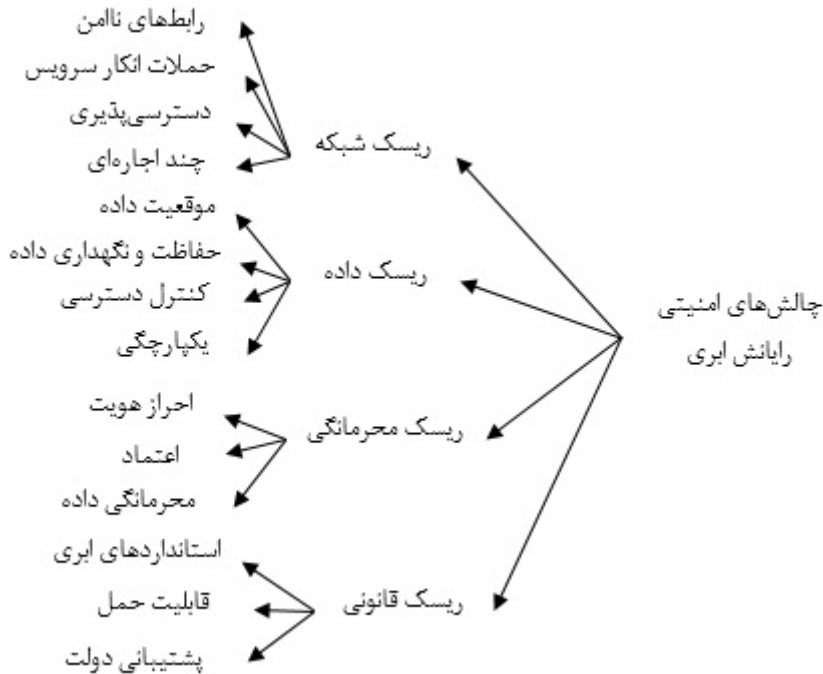 چالش‌های امنیتی
رایانش ابری
ریسک شبکه
رابط‌های ناامن
حملات انکار سرویس
دسترسی‌پذیری
چند اجاره‌ای
ریسک داده
موقعیت داده
حفاظت و نگهداری داده
کنترل دسترسی
یکپارچگی
ریسک محرمانگی
احراز هویت
اعتماد
محرمانگی داده
ریسک قانونی
استانداردهای ابری
قابلیت حمل
پشتیبانی دولت